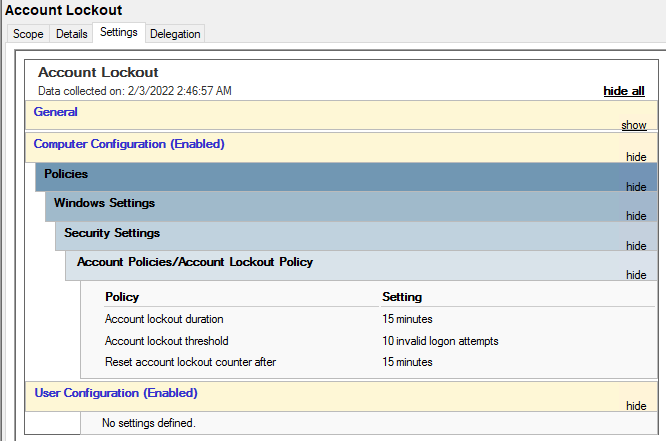 Account Lockout
Scope Details Settings Delegation
Account Lockout
Data collected on: 2/3/2022 2:46:57 AM hide all
General
show
Computer Configuration (Enabled)
hide
Policies
hide
Windows Settings
hide
Security Settings
hide
Account Policies/Account Lockout Policy
hide
Policy Setting
Account lockout duration 15 minutes
Account lockout threshold 10 invalid logon attempts
Reset account lockout counter after 15 minutes
User Configuration (Enabled)
hide
No settings defined.